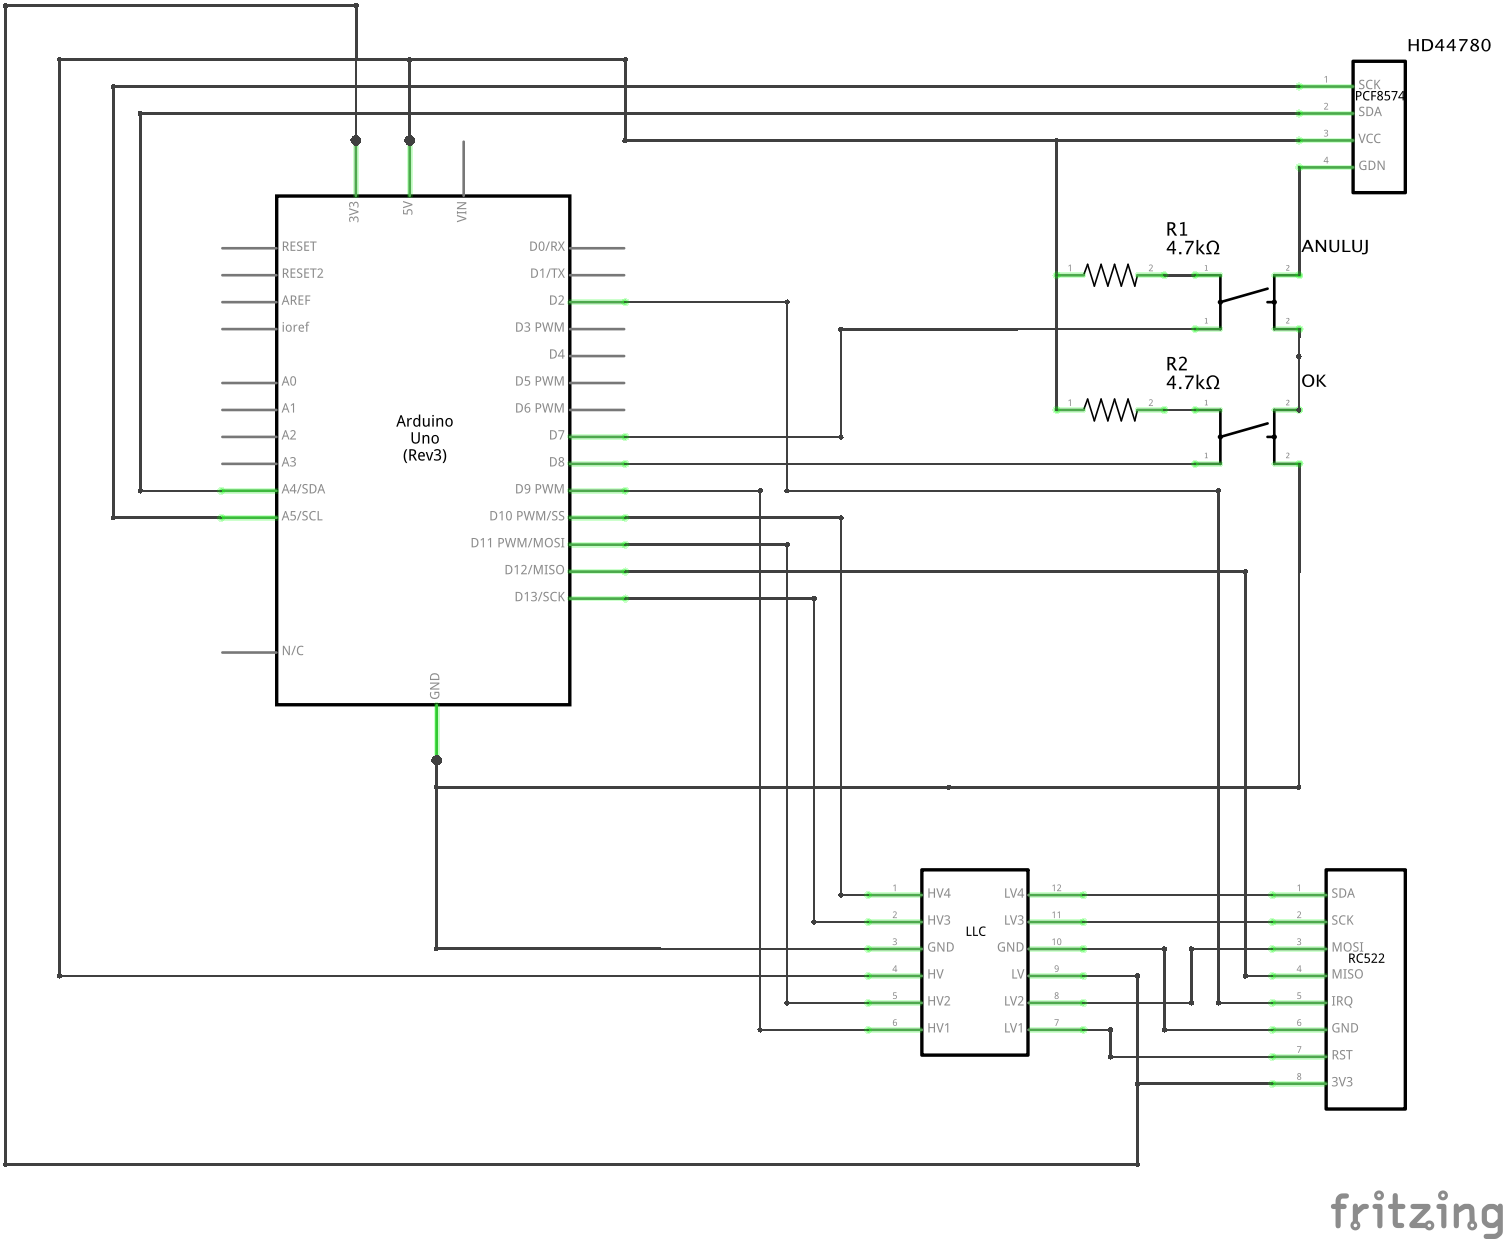 HD44780
1 SCK
PCF8574
2 SDA
3 VCC
4 GDN
3V3
5V
VIN
RESET
RESET2
AREF
ioref
A0
A1
A2
A3
A4/SDA
A5/SCL
N/C
Arduino
Uno
(Rev3)
D0/RX
D1/TX
D2
D3 PWM
D4
D5 PWM
D6 PWM
D7
D8
D9 PWM
D10 PWM/SS
D11 PWM/MOSI
D12/MISO
D13/SCK
GND
R1
4.7kΩ
1 2
ANULUJ
1 2
1 2
R2
4.7kΩ
1 2
OK
1 2
1 2
LLC
1 HV4
2 HV3
3 GND
4 HV
5 HV2
6 HV1
LV4 12
LV3 11
GND 10
LV 9
LV2 8
LV1 7
1 SDA
2 SCK
3 MOSI
RC522
4 MISO
5 IRQ
6 GND
7 RST
8 3V3
fritzing